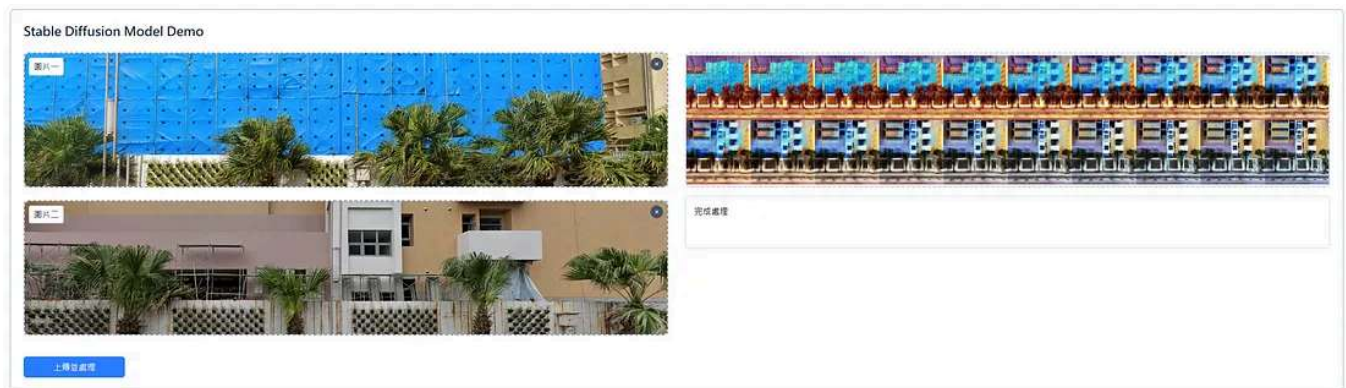 Stable Diffusion Model Demo
圖片一
圖片二
完成處理
上傳並處理